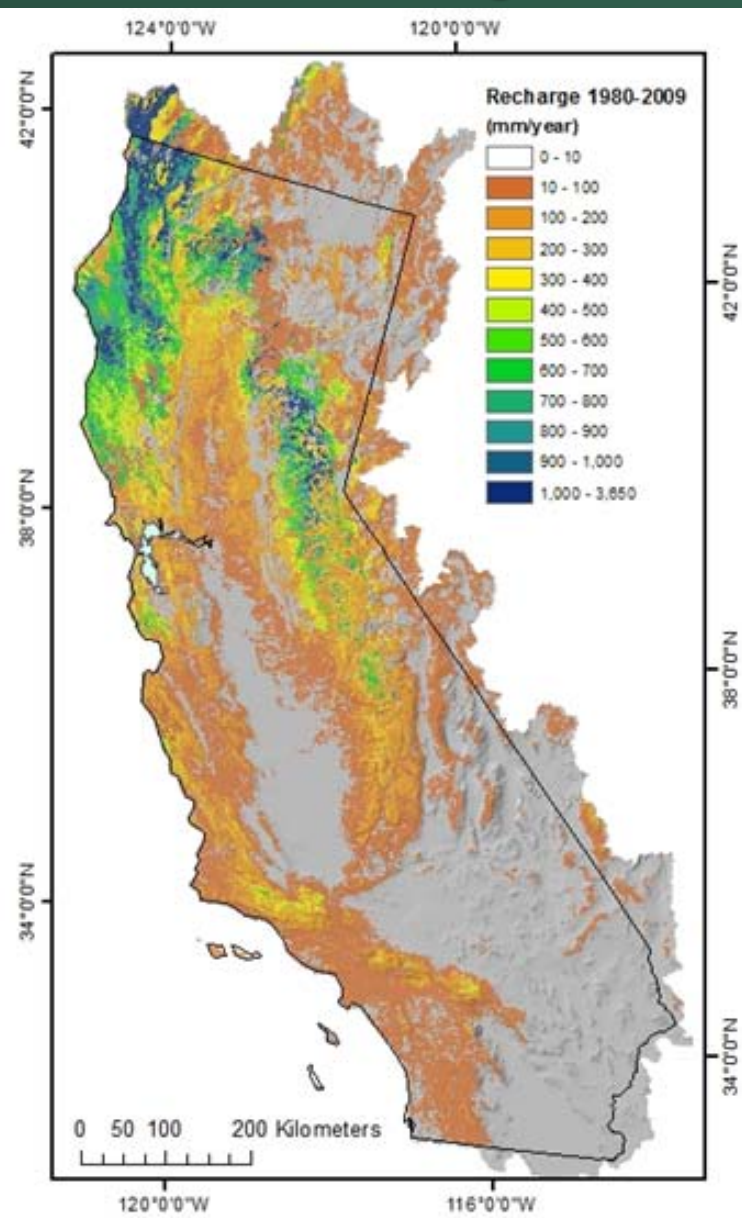 124°0'0"W 120°0'0"W
42°0'0"N
38°0'0"N
34°0'0"N
Recharge 1980-2009
(mm/year)
0 - 10
10 - 100
100 - 200
200 - 300
300 - 400
400 - 500
500 - 600
600 - 700
700 - 800
800 - 900
900 - 1,000
1,000 - 3,650
42°0'0"N
38°0'0"N
34°0'0"N
0 50 100 200 Kilometers
120°0'0"W 116°0'0"W